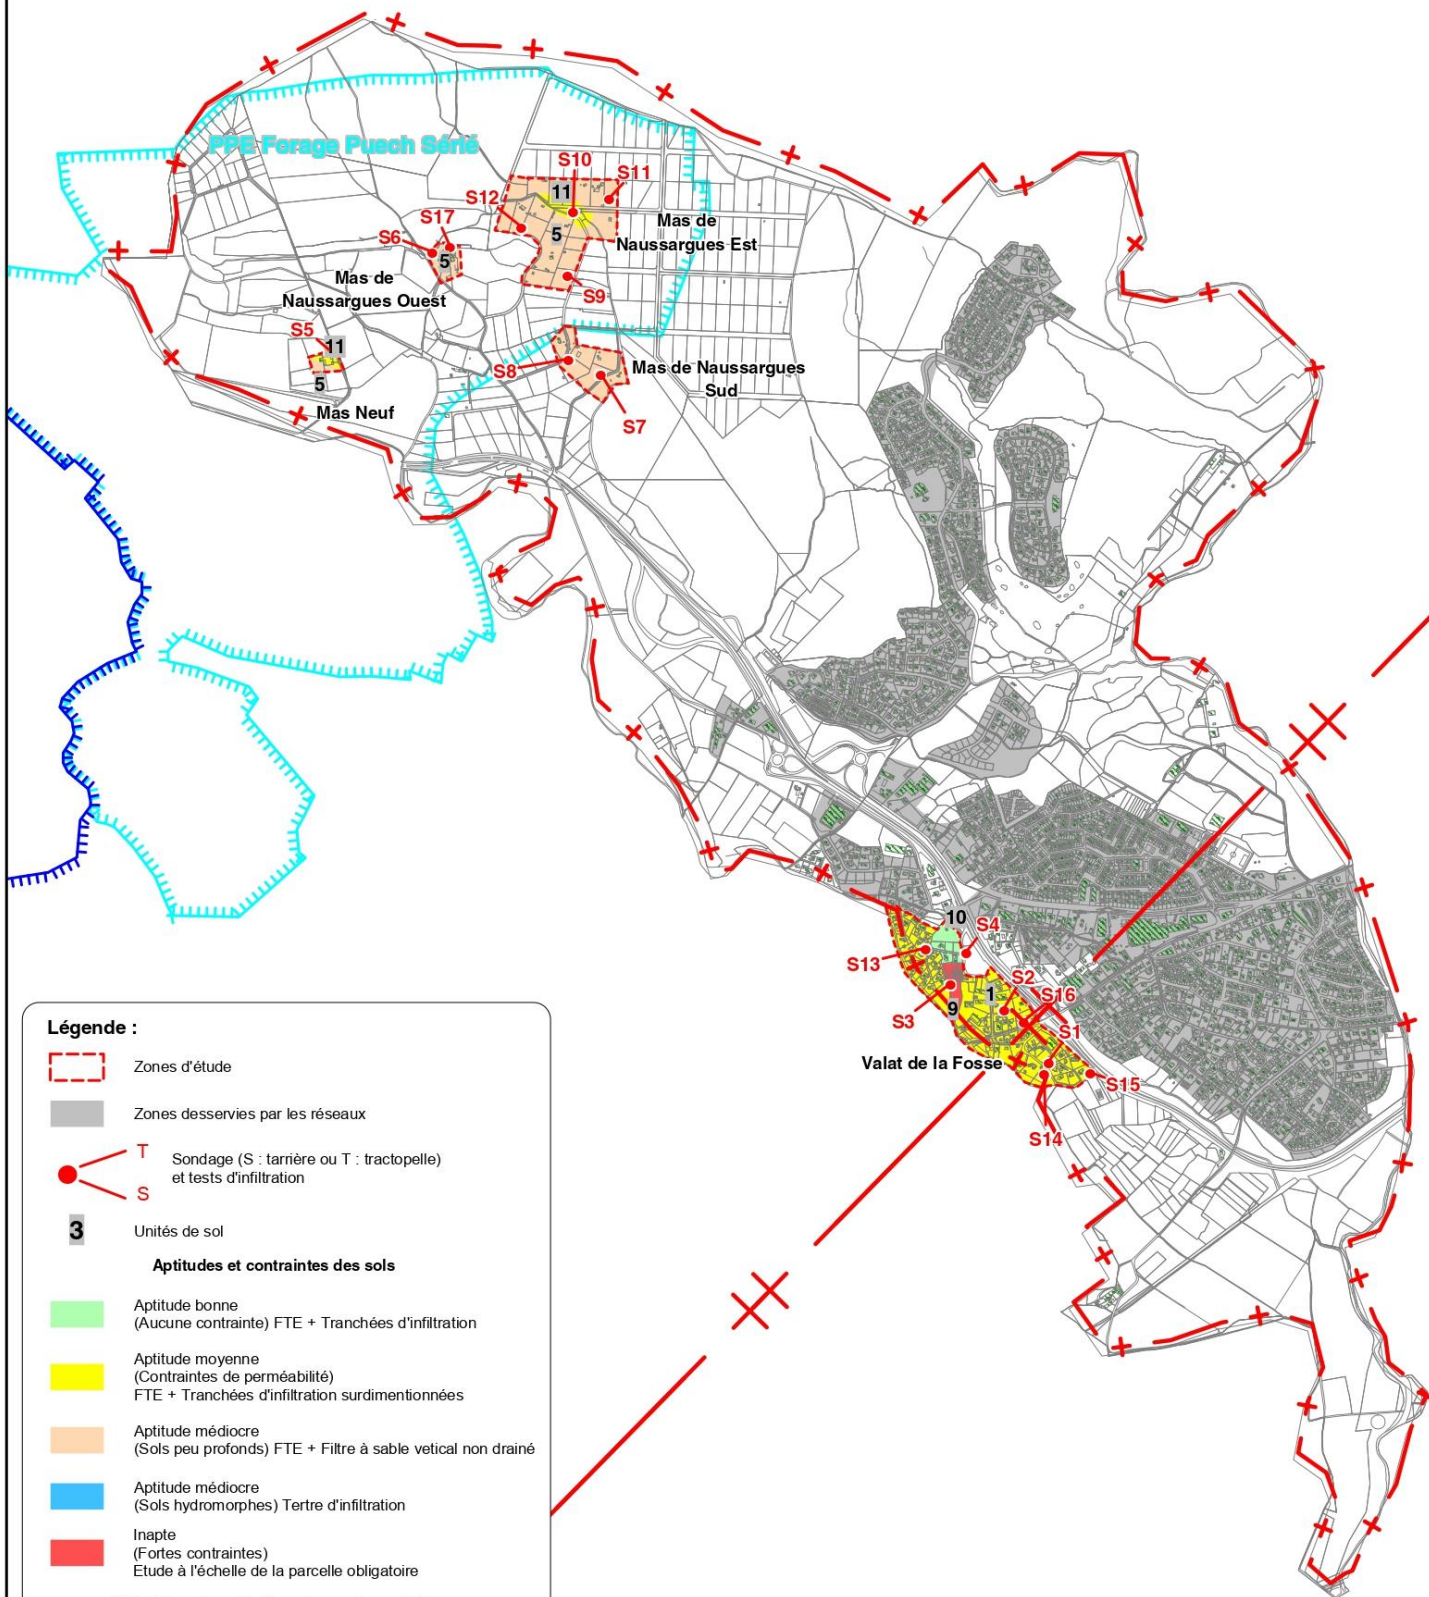 PPE Forage Puech Sérié
S10
S11
11
S12
S17
Mas de
Naussargues Est
S6
5
5
Mas de
Naussargues Ouest
S9
S5
11
S8
Mas de Naussargues
Sud
5
Mas Neuf
S7
10
S4
S13
S2
1
S16
9
S3
S1
Valat de la Fosse
S15
S14
Légende :
Zones d'étude
Zones desservies par les réseaux
T
Sondage (S : tarrière ou T : tractopelle)
et tests d'infiltration
S
3
Unités de sol
Aptitudes et contraintes des sols
Aptitude bonne
(Aucune contrainte) FTE + Tranchées d'infiltration
Aptitude moyenne
(Contraintes de perméabilité)
FTE + Tranchées d'infiltration surdimentionnées
Aptitude médiocre
(Sols peu profonds) FTE + Filtre à sable vetical non drainé
Aptitude médiocre
(Sols hydromorphes) Tertre d'infiltration
Inapte
(Fortes contraintes)
Etude à l'échelle de la parcelle obligatoire